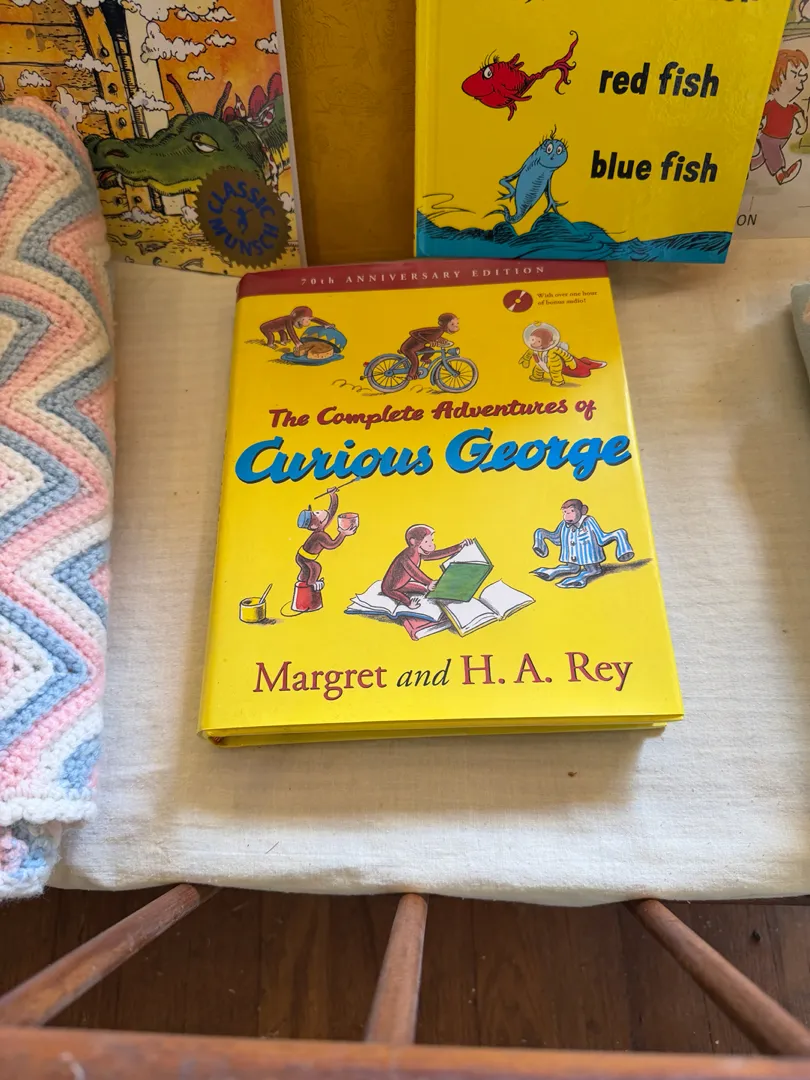 red fish
blue fish
CLASSIC
MUNSCH
ON
70th ANNIVERSARY EDITION
With over one hour
of bonus audio!
The Complete Adventures of
Curious George
Margret and H. A. Rey